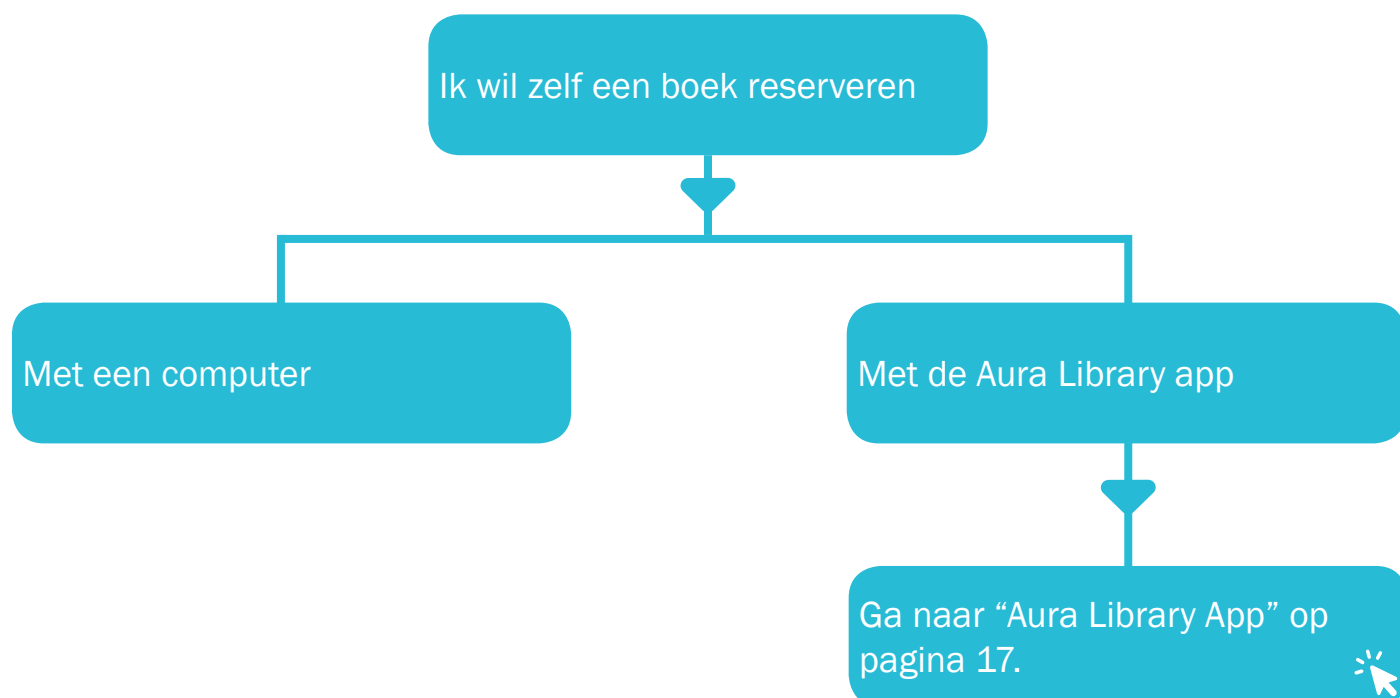 Ik wil zelf een boek reserveren
Met een computer
Met de Aura Library app
Ga naar “Aura Library App” op
pagina 17.